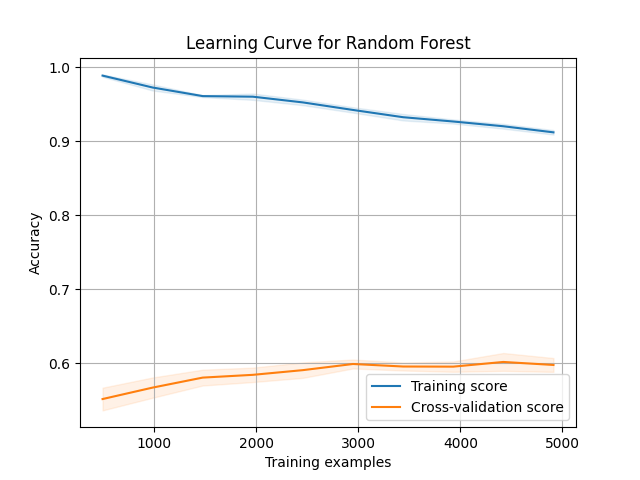 Learning Curve for Random Forest
1.0
0.9
0.8
0.7
0.6
Accuracy
Training score
Cross-validation score
1000 2000 3000 4000 5000
Training examples